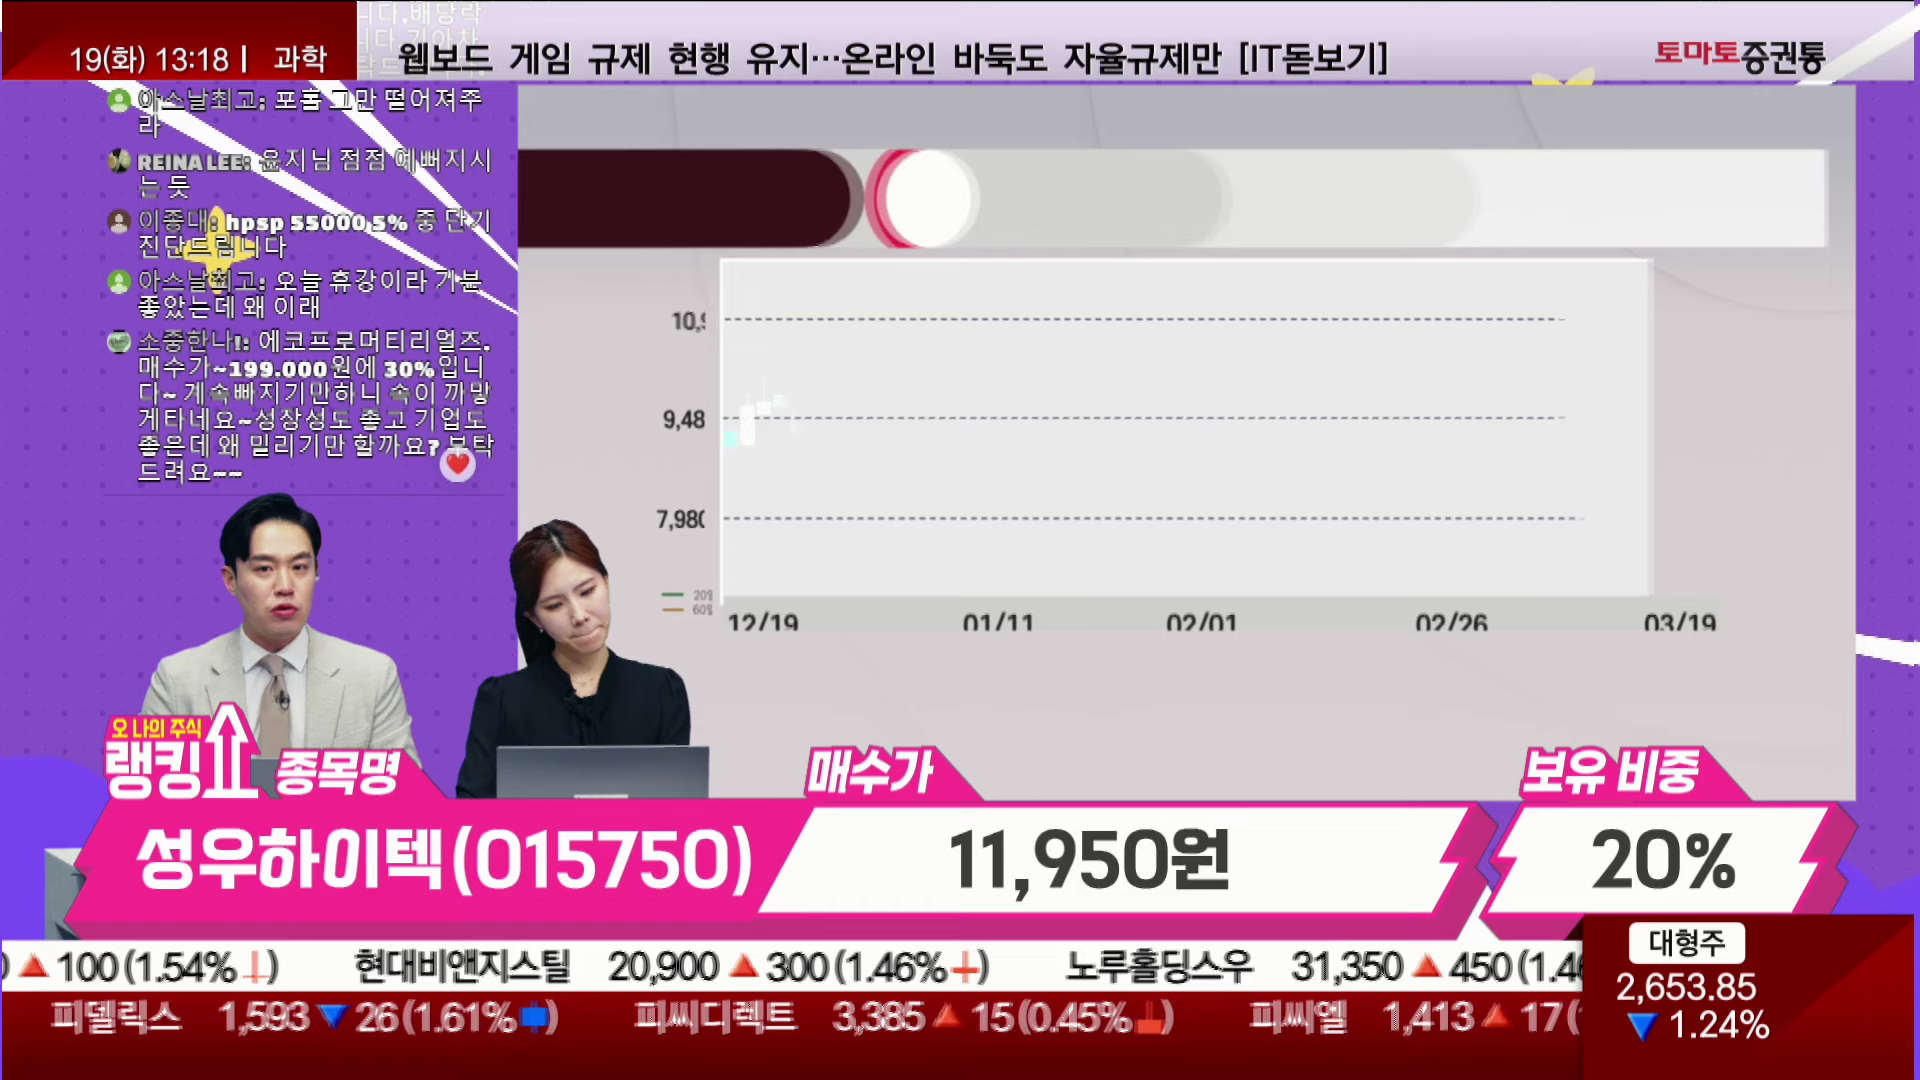 19(화) 13:18 | 과학
웹보드 게임 규제 현행 유지…온라인 바둑도 자율규제만 [IT돋보기]
토마토증권통
아스날최고: 포홀 그만 떨어져주
라
REINA LEE: 윤지님 점점 예뻐지시
는 듯
이종대: hpsp 55000 5% 중 단기
진단드립니다
아스날최고: 오늘 휴강이라 기분
좋았는데 왜 이래
소중한나!: 에코프로머티리얼즈.
매수가~199.000원에 30%입니
다~ 계속빠지기만하니 속이 까맣
게타네요~성장성도 좋고 기업도
좋은데 왜 밀리기만 할까요? 부탁
드려요~~
9,48
7,980
12/19 01/11 02/01 02/26 03/19
오 나의 주식
랭킹
종목명
매수가
보유 비중
성우하이텍(015750)
11,950원
20%
▲100(1.54%) 현대비앤지스틸 20,900▲300(1.46%) 노루홀딩스우 31,350▲450(1.46
피델릭스 1,593▼26(1.61%) 피씨디렉트 3,385▲15(0.45%) 피씨엘 1,413▲17(
대형주
2,653.85
▼1.24%